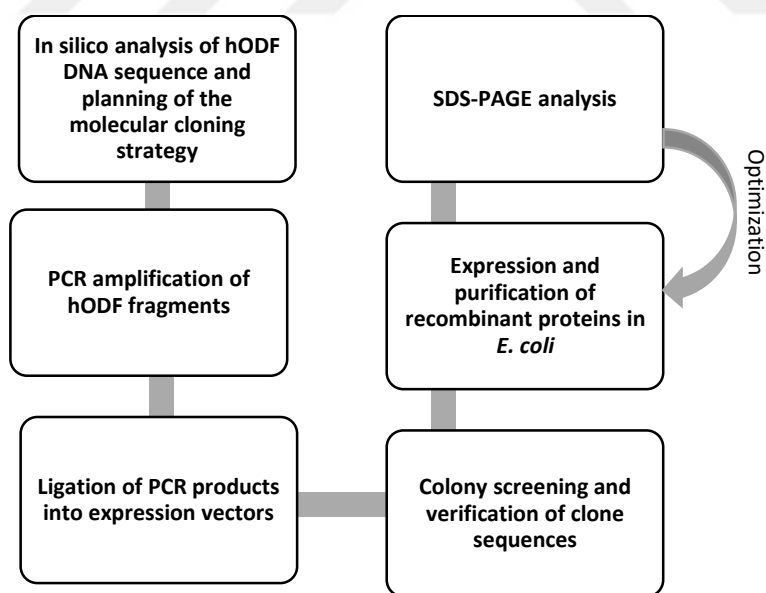 In silico analysis of hODF
DNA sequence and
planning of the
molecular cloning
strategy
PCR amplification of
hODF fragments
Ligation of PCR products
into expression vectors
Colony screening and
verification of clone
sequences
Expression and
purification of
recombinant proteins in
E. coli
SDS-PAGE analysis
Optimization